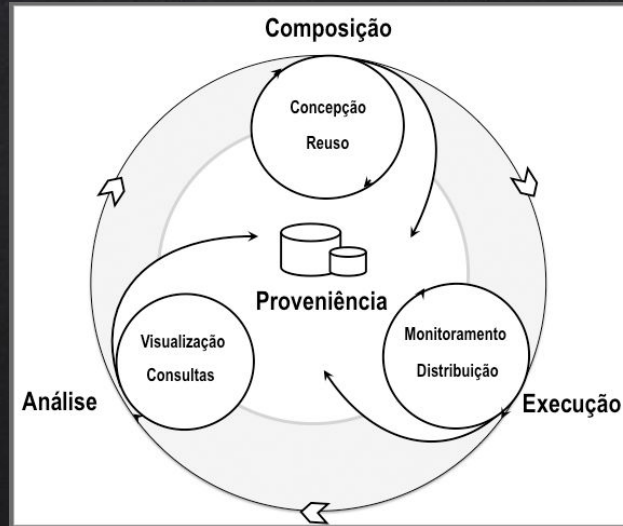 Composição
Concepção
Reuso
Proveniência
Visualização
Consultas
Monitoramento
Distribuição
Análise
Execução